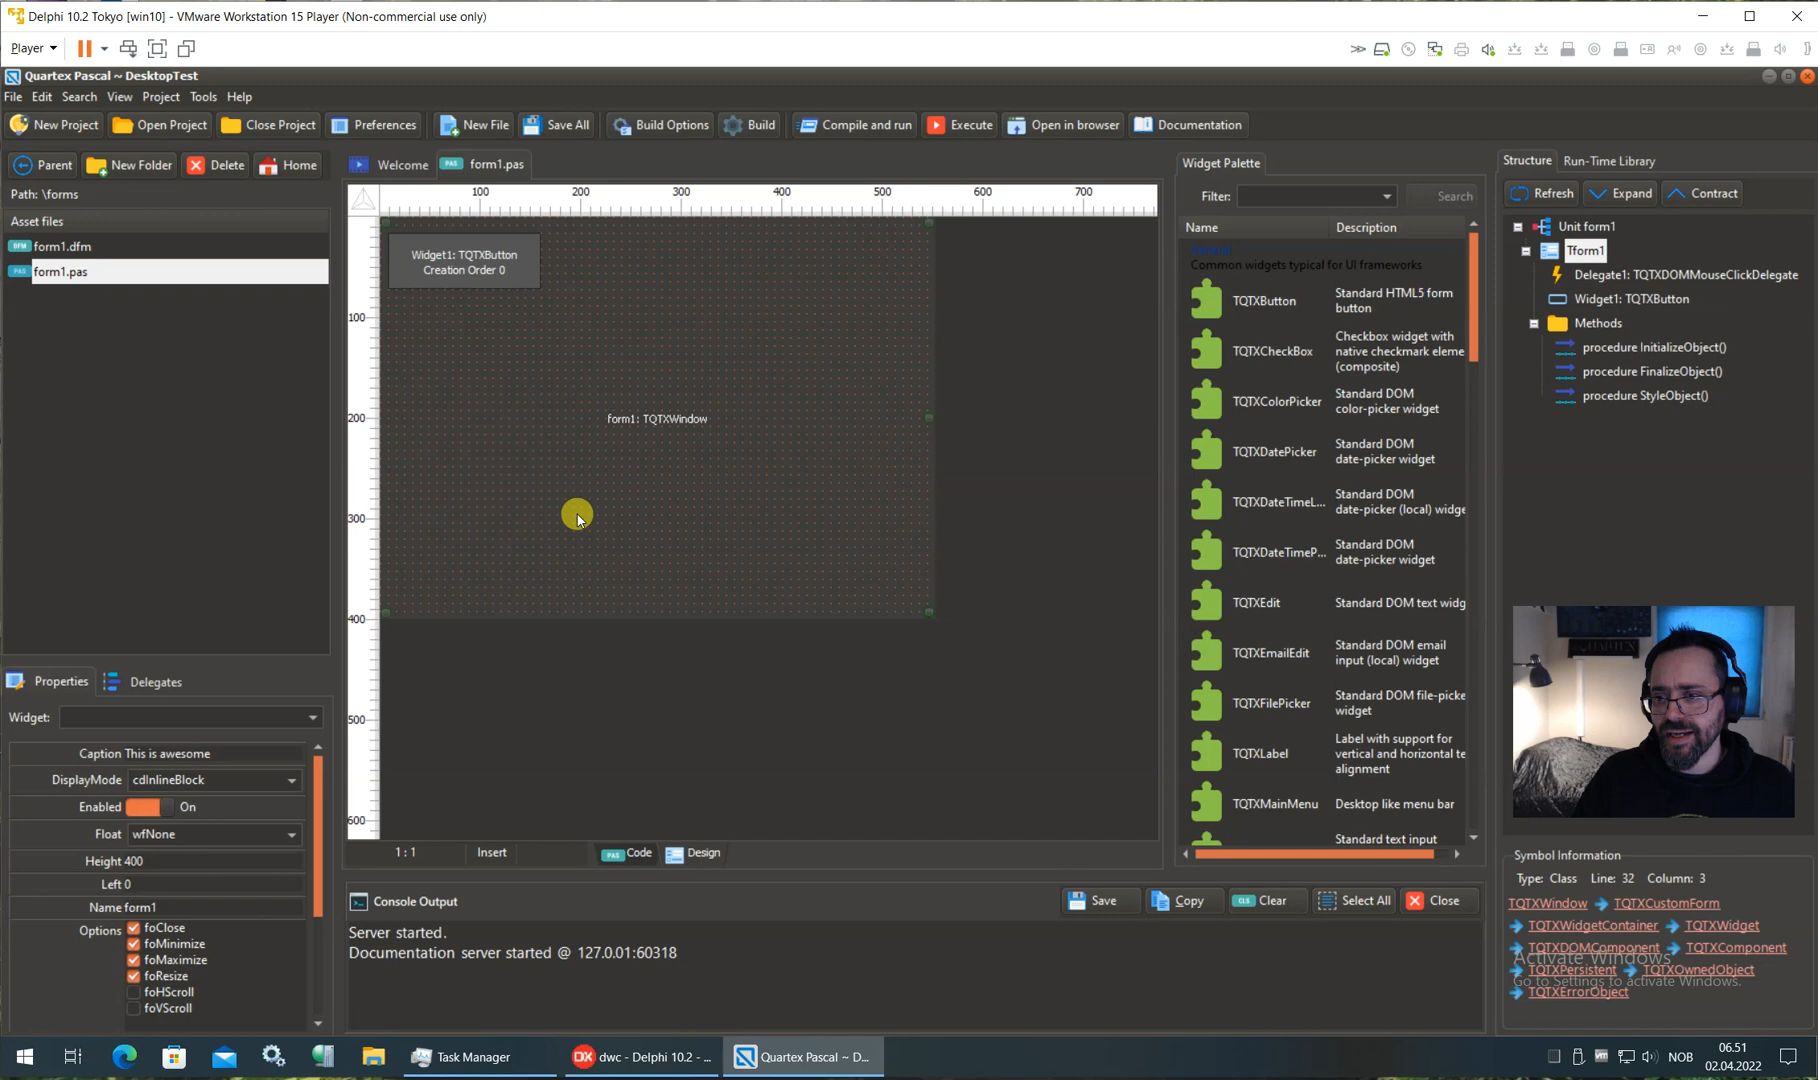 Delphi 10.2 Tokyo [win10] - VMware Workstation 15 Player (Non-commercial use only)
Player
Quartex Pascal ~ DesktopTest
File Edit Search View Project Tools Help
New Project Open Project Close Project Preferences New File Save All Build Options Build Compile and run Execute Open in browser Documentation
Parent New Folder Delete Home
Path: \forms
Asset files
DFM form1.dfm
PAS form1.pas
Welcome PAS form1.pas
100 200 300 400 500 600 700
100
200
300
400
500
600
Widget1: TQTXButton
Creation Order 0
form1: TQTXWindow
1 : 1 Insert PAS Code Design
Widget Palette
Filter: Search
Name Description
Common widgets typical for UI frameworks
TQTXButton Standard HTML5 form
button
TQTXCheckBox Checkbox widget with
native checkmark eleme
(composite)
TQTXColorPicker Standard DOM
color-picker widget
TQTXDatePicker Standard DOM
date-picker widget
TQTXDateTimeL... Standard DOM
date-picker (local) widge
TQTXDateTimeP... Standard DOM
date-picker widget
TQTXEdit Standard DOM text widg
TQTXEmailEdit Standard DOM email
input (local) widget
TQTXFilePicker Standard DOM file-picke
widget
TQTXLabel Label with support for
vertical and horizontal te
alignment
TQTXMainMenu Desktop like menu bar
Standard text input
Structure Run-Time Library
Refresh Expand Contract
Unit form1
Tform1
Delegate1: TQTXDOMMouseClickDelegate
Widget1: TQTXButton
Methods
procedure InitializeObject()
procedure FinalizeObject()
procedure StyleObject()
Symbol Information
Type: Class Line: 32 Column: 3
TQTXWindow TQTXCustomForm
TQTXWidgetContainer TQTXWidget
TQTXDOMComponent TQTXComponent
TQTXPersistent TQTXOwnedObject
TQTXErrorObject
Activate Windows
Go to Settings to activate Windows.
Properties Delegates
Widget:
Caption This is awesome
DisplayMode cdInlineBlock
Enabled On
Float wfNone
Height 400
Left 0
Name form1
Options foClose
foMinimize
foMaximize
foResize
foHScroll
foVScroll
Console Output Save Copy CLS Clear Select All Close
Server started.
Documentation server started @ 127.0.01:60318
Task Manager
DX dwc - Delphi 10.2 - ...
Quartex Pascal ~ D...
vm
NOB
06.51
02.04.2022